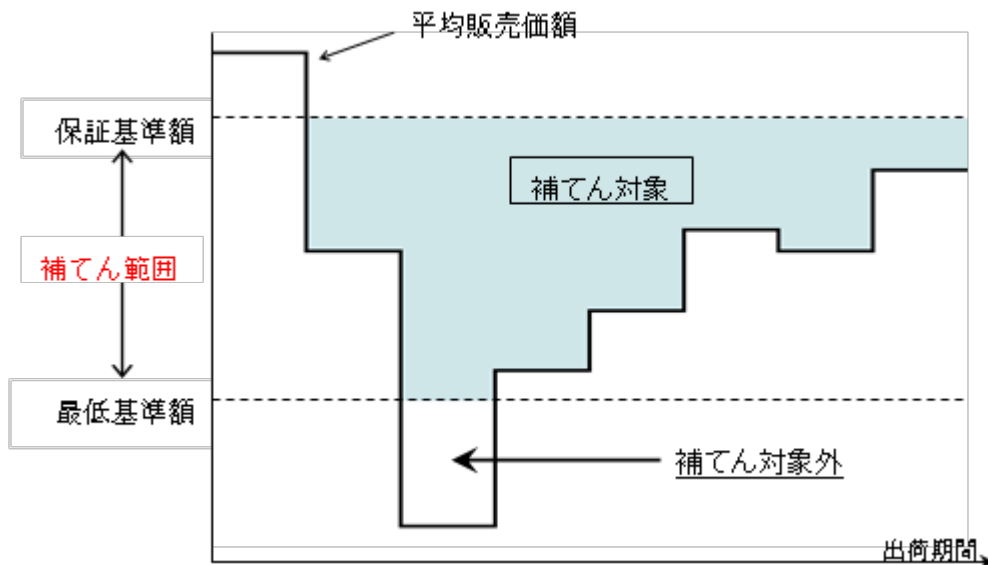 平均販売価額
保証基準額
補てん対象
補てん範囲
最低基準額
補てん対象外
出荷期間